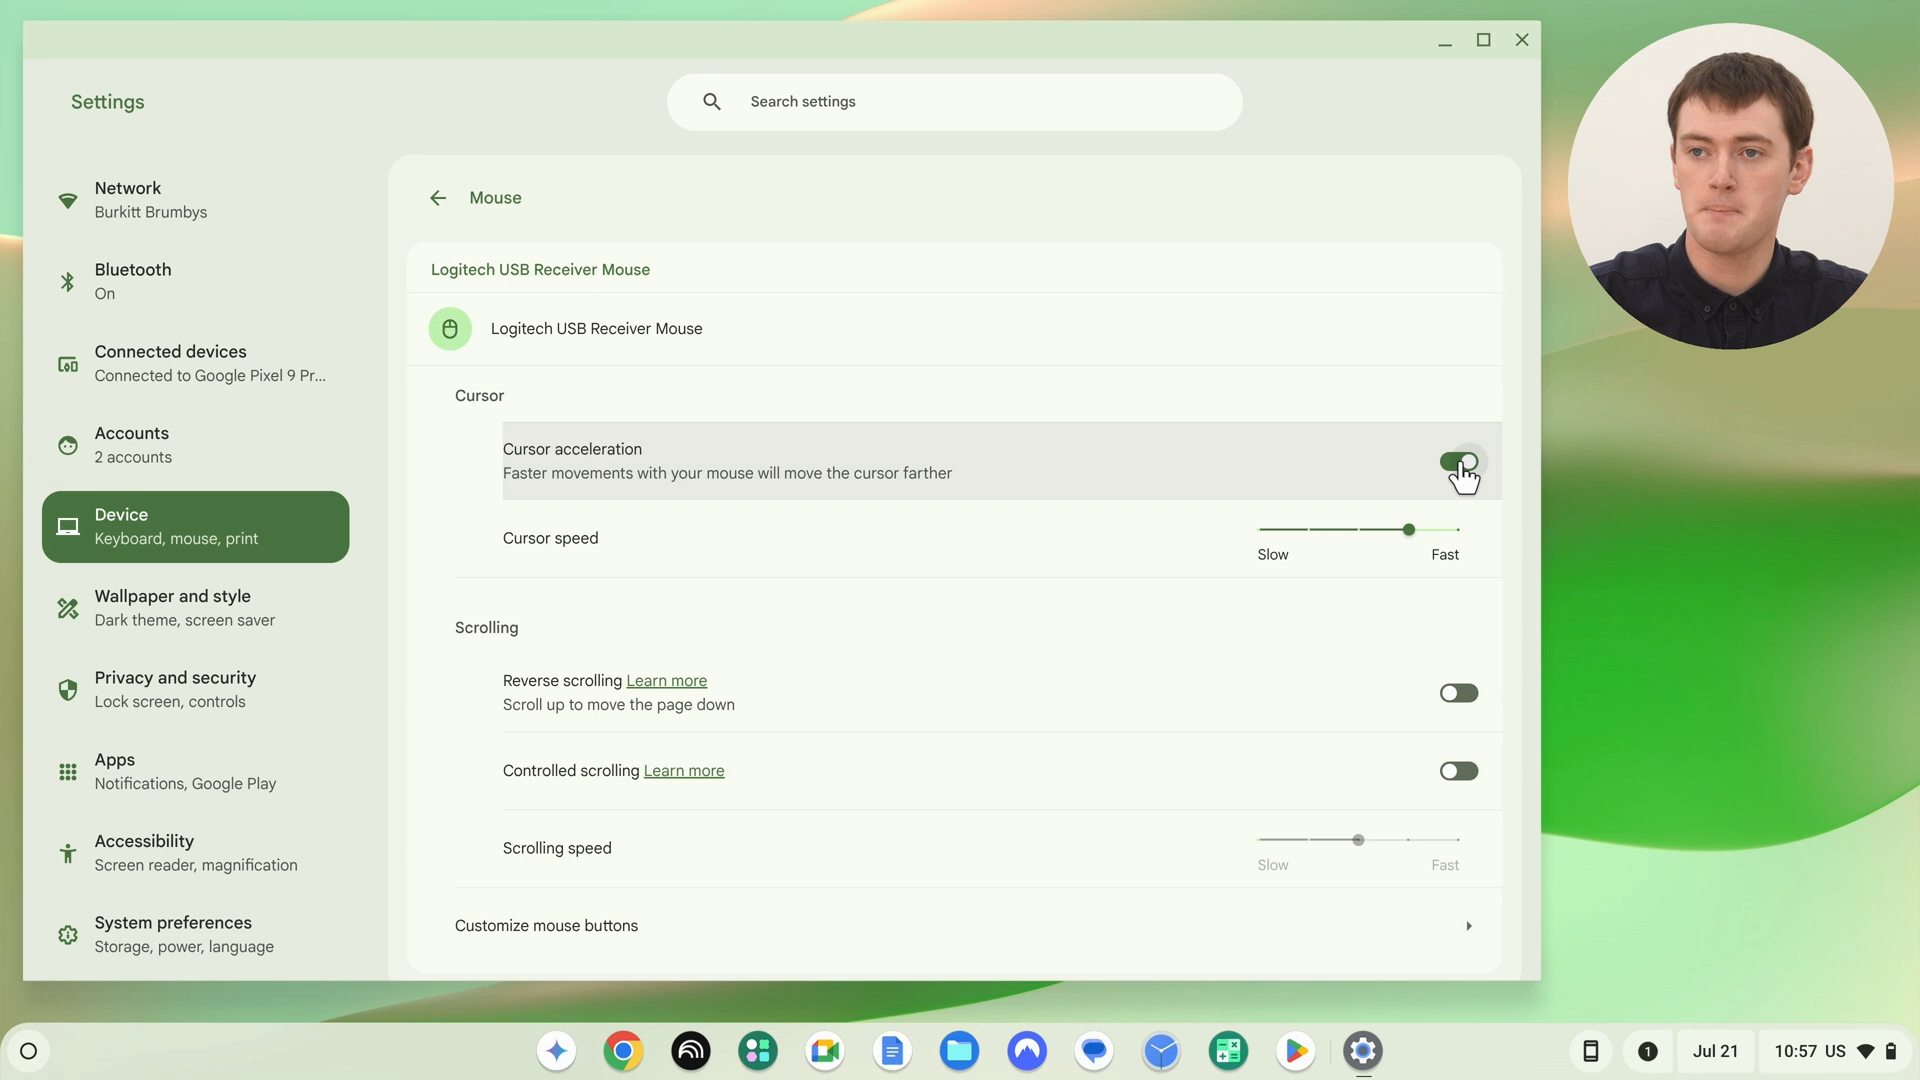 Settings
Search settings
Network
Burkitt Brumbys
Bluetooth
On
Connected devices
Connected to Google Pixel 9 Pr...
Accounts
2 accounts
Device
Keyboard, mouse, print
Wallpaper and style
Dark theme, screen saver
Privacy and security
Lock screen, controls
Apps
Notifications, Google Play
Accessibility
Screen reader, magnification
System preferences
Storage, power, language
Mouse
Logitech USB Receiver Mouse
Logitech USB Receiver Mouse
Cursor
Cursor acceleration
Faster movements with your mouse will move the cursor farther
Cursor speed
Slow Fast
Scrolling
Reverse scrolling Learn more
Scroll up to move the page down
Controlled scrolling Learn more
Scrolling speed
Slow Fast
Customize mouse buttons
1 Jul 21 10:57 US